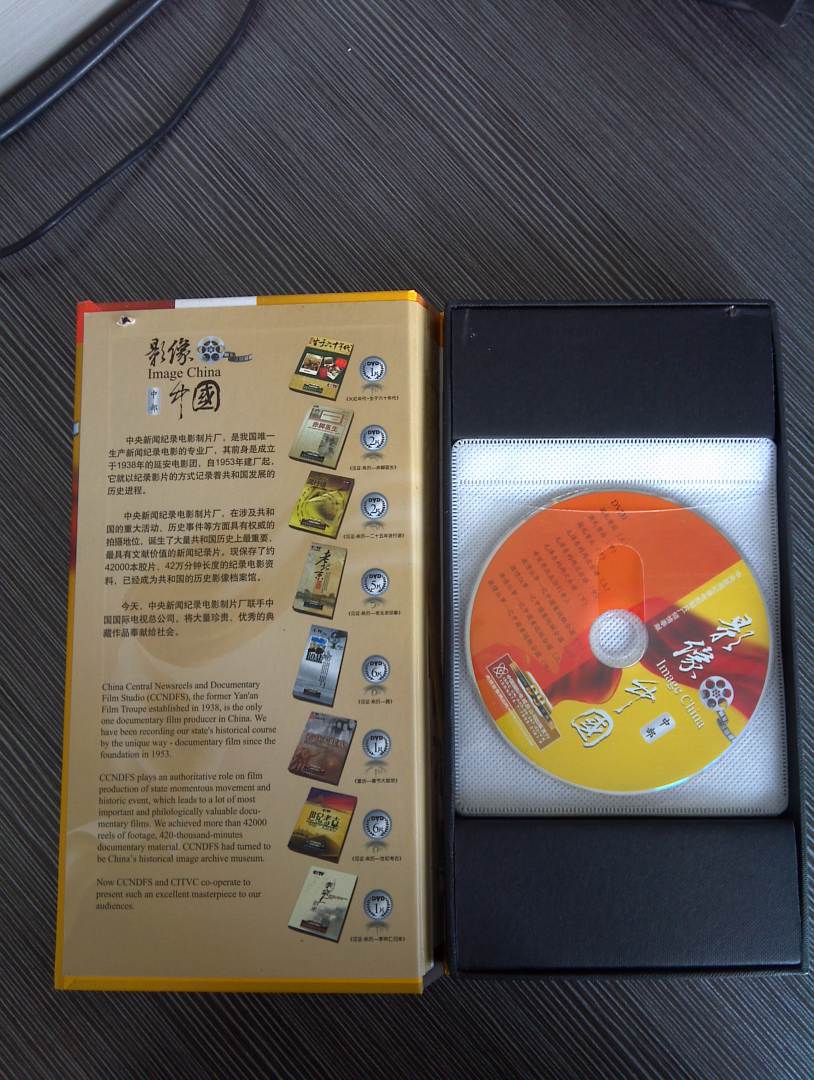 影像
Image China
中國
中部
中央新闻纪录电影制片厂，是我国唯一
生产新闻纪录电影的专业厂，其前身是成立
于1938年的延安电影团，自1953年建厂起，
它就以纪录影片的方式记录着共和国发展的
历史进程。
中央新闻纪录电影制片厂，在涉及共和
国的重大活动、历史事件等方面具有权威的
拍摄地位，诞生了大量共和国历史上最重要、
最具有文献价值的新闻纪录片。现保存了约
42000本胶片，42万分钟长度的纪录电影资
料，已经成为共和国的历史影像档案馆。
今天，中央新闻纪录电影制片厂联手中
国国际电视总公司，将大量珍贵、优秀的典
藏作品奉献给社会。
China Central Newsreels and Documentary
Film Studio (CCNDFS), the former Yan'an
Film Troupe established in 1938, is the only
one documentary film producer in China. We
have been recording our state's historical course
by the unique way - documentary film since the
foundation in 1953.
CCNDFS plays an authoritative role on film
production of state momentous movement and
historic event, which leads to a lot of most
important and philologically valuable docu-
mentary films. We achieved more than 42000
reels of footage, 420-thousand-minutes
documentary material. CCNDFS had turned to
be China's historical image archive museum.
Now CCNDFS and CITVC co-operate to
present such an excellent masterpiece to our
audiences.
DVD
1片
DVD
2片
赤脚医生
DVD
2片
DVD
5片
老北京
DVD
6片
DVD
1片
DVD
6片
世纪考古
DVD
1片
DVD1
影像
Image China
中國
中部